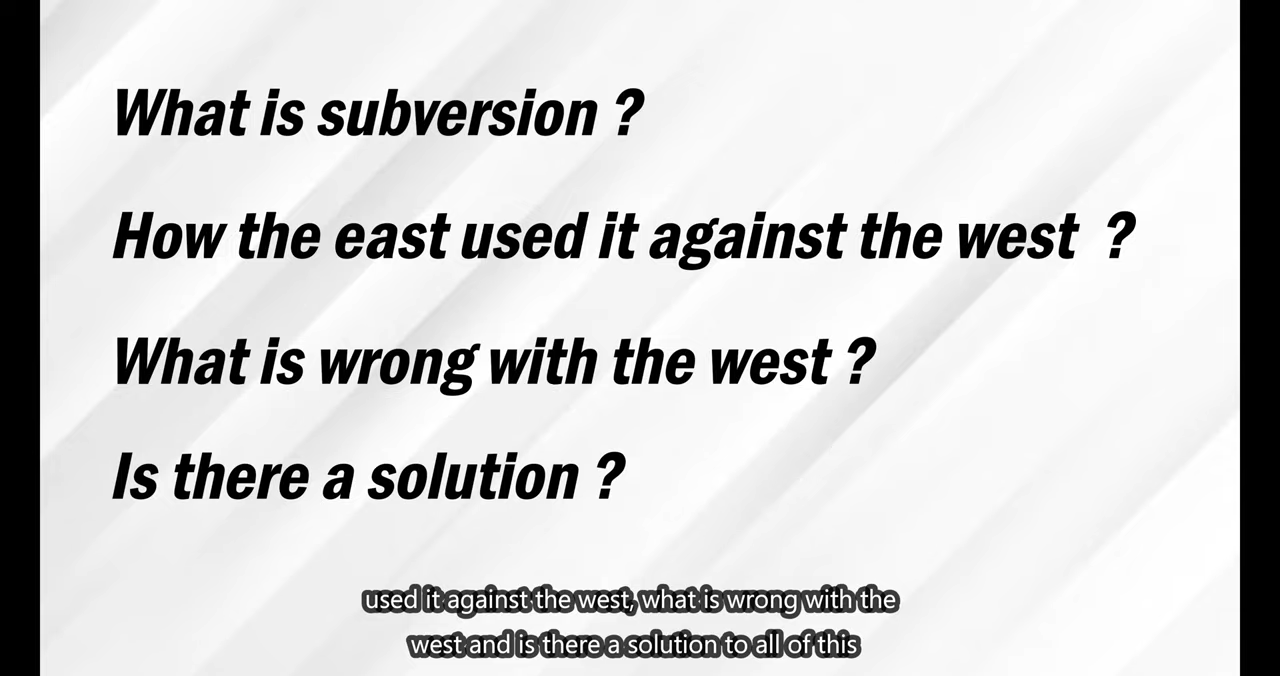 What is subversion ?
How the east used it against the west ?
What is wrong with the west ?
Is there a solution ?
used it against the west, what is wrong with the
west and is there a solution to all of this